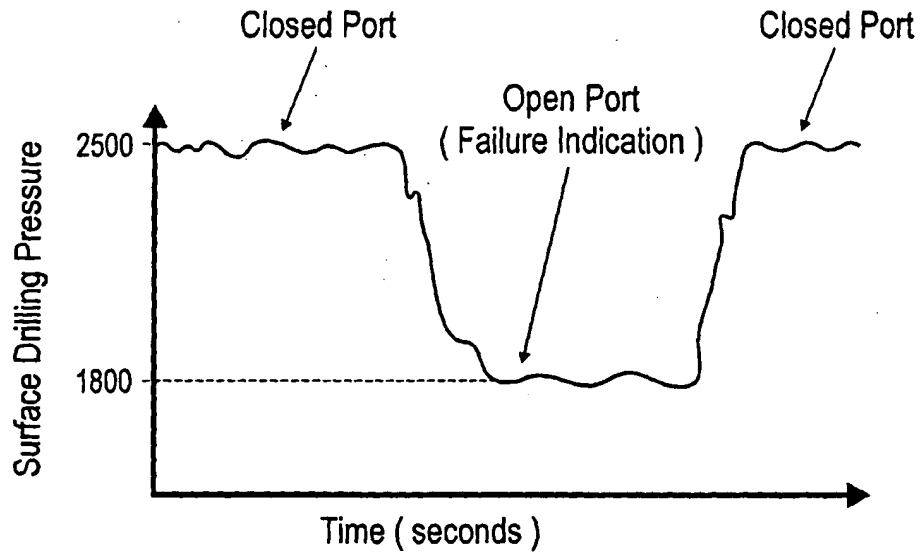 Closed Port
Closed Port
Open Port
( Failure Indication )
2500
1800
Surface Drilling Pressure
Time ( seconds )